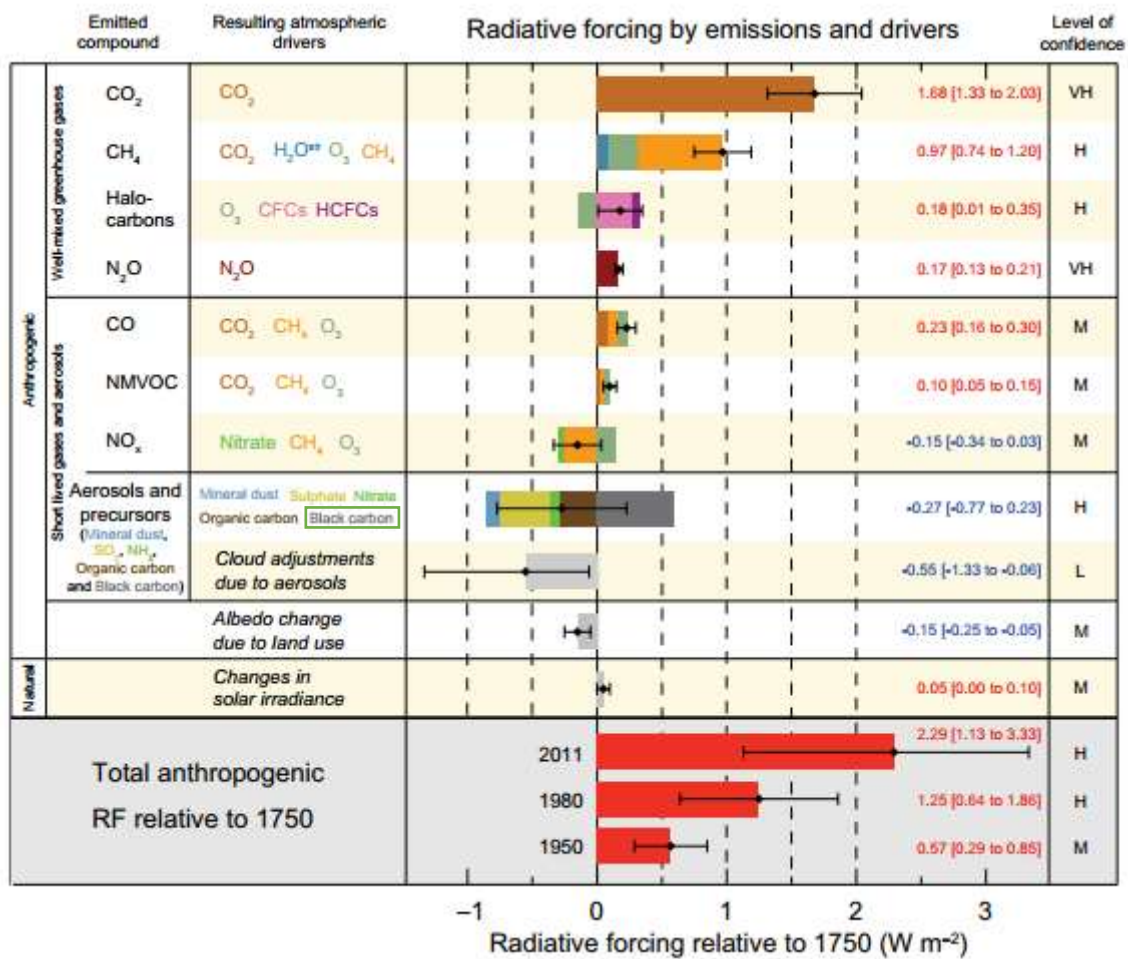 Emitted compound
Resulting atmospheric drivers
Radiative forcing by emissions and drivers
Level of confidence
Anthropogenic
Well-mixed greenhouse gases
CO₂ CO₂ 1.68 [1.33 to 2.03] VH
CH₄ CO₂ H₂Oˢᵗʳ O₃ CH₄ 0.97 [0.74 to 1.20] H
Halo-carbons O₃ CFCs HCFCs 0.18 [0.01 to 0.35] H
N₂O N₂O 0.17 [0.13 to 0.21] VH
Short lived gases and aerosols
CO CO₂ CH₄ O₃ 0.23 [0.16 to 0.30] M
NMVOC CO₂ CH₄ O₃ 0.10 [0.05 to 0.15] M
NOₓ Nitrate CH₄ O₃ -0.15 [-0.34 to 0.03] M
Aerosols and
precursors
(Mineral dust,
SO₂, NH₃,
Organic carbon
and Black carbon)
Mineral dust Sulphate Nitrate
Organic carbon Black carbon
-0.27 [-0.77 to 0.23] H
Cloud adjustments
due to aerosols
-0.55 [-1.33 to -0.06] L
Albedo change
due to land use
-0.15 [-0.25 to -0.05] M
Natural
Changes in
solar irradiance
0.05 [0.00 to 0.10] M
Total anthropogenic
RF relative to 1750
2011 2.29 [1.13 to 3.33] H
1980 1.25 [0.64 to 1.86] H
1950 0.57 [0.29 to 0.85] M
−1 0 1 2 3
Radiative forcing relative to 1750 (W m⁻²)